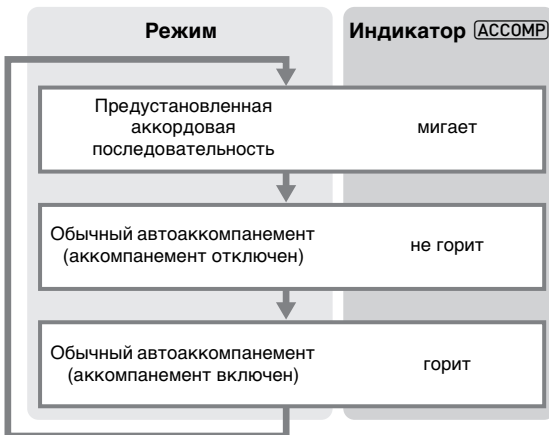 Режим
Индикатор ACCOMP
Предустановленная
аккордовая
последовательность
мигает
Обычный автоаккомпанемент
(аккомпанемент отключен)
не горит
Обычный автоаккомпанемент
(аккомпанемент включен)
горит